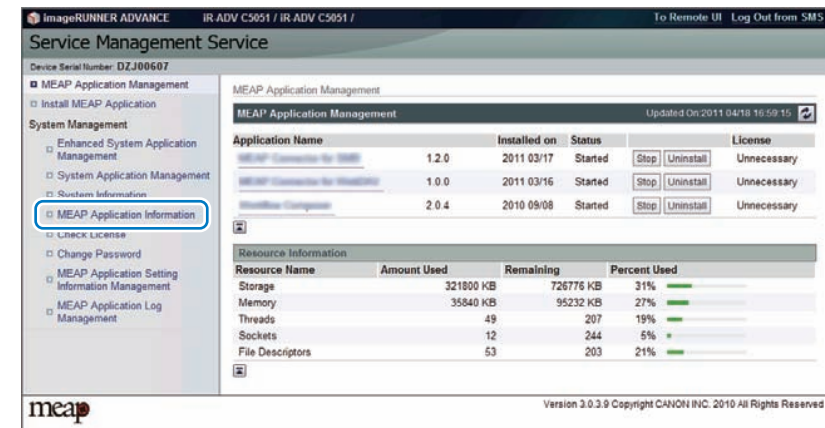 imageRUNNER ADVANCE iR-ADV C5051 / iR-ADV C5051 / To Remote UI Log Out from SMS
Service Management Service
Device Serial Number: DZJ00607
MEAP Application Management
Install MEAP Application
System Management
Enhanced System Application
Management
System Application Management
System Information
MEAP Application Information
Check License
Change Password
MEAP Application Setting
Information Management
MEAP Application Log
Management
MEAP Application Management
MEAP Application Management Updated On:2011 04/18 16:59:15
Application Name Installed on Status License
1.2.0 2011 03/17 Started Stop Uninstall Unnecessary
1.0.0 2011 03/16 Started Stop Uninstall Unnecessary
2.0.4 2010 09/08 Started Stop Uninstall Unnecessary
Resource Information
Resource Name Amount Used Remaining Percent Used
Storage 321800 KB 726776 KB 31%
Memory 35840 KB 95232 KB 27%
Threads 49 207 19%
Sockets 12 244 5%
File Descriptors 53 203 21%
meap Version 3.0.3.9 Copyright CANON INC. 2010 All Rights Reserved